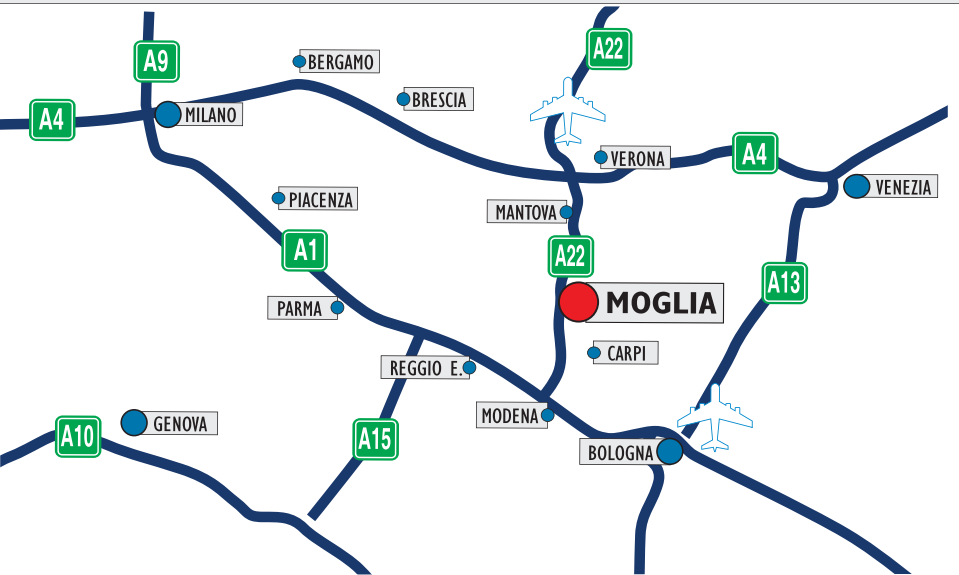 A22
A9
BERGAMO
BRESCIA
A4
MILANO
A4
VERONA
VENEZIA
PIACENZA
MANTOVA
A1
A22
A13
PARMA
MOGLIA
CARPI
REGGIO E.
MODENA
GENOVA
A10
A15
BOLOGNA